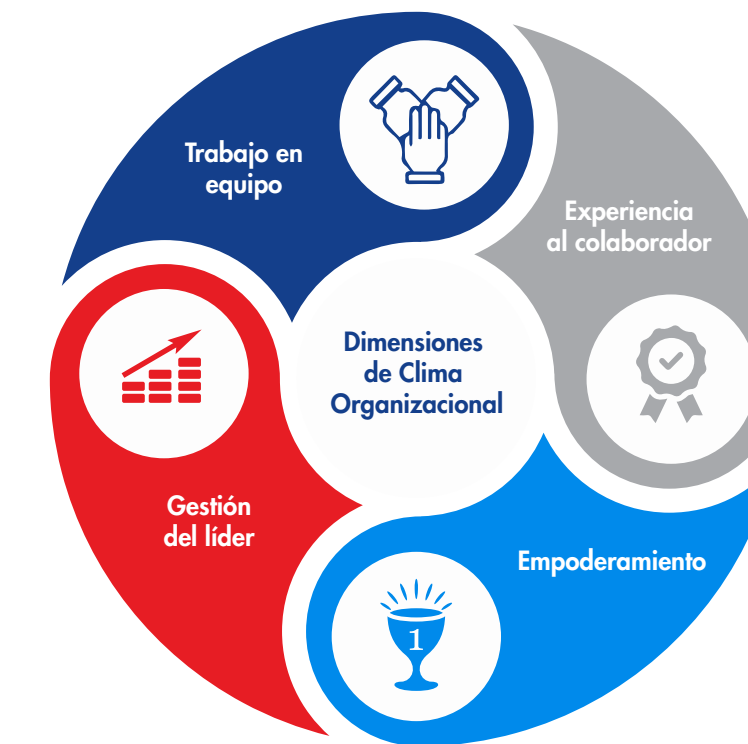 Trabajo en
equipo
Experiencia
al colaborador
Dimensiones
de Clima
Organizacional
Gestión
del líder
Empoderamiento
1